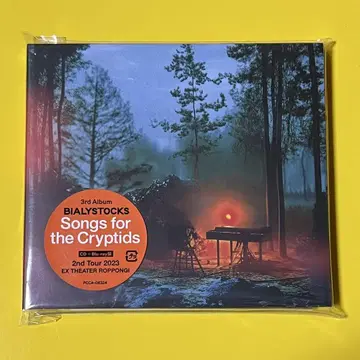 3rd Album
BIALYSTOCKS
Songs for
the Cryptids
CD + Blu-ray
2nd Tour 2023
EX THEATER ROPPONGI